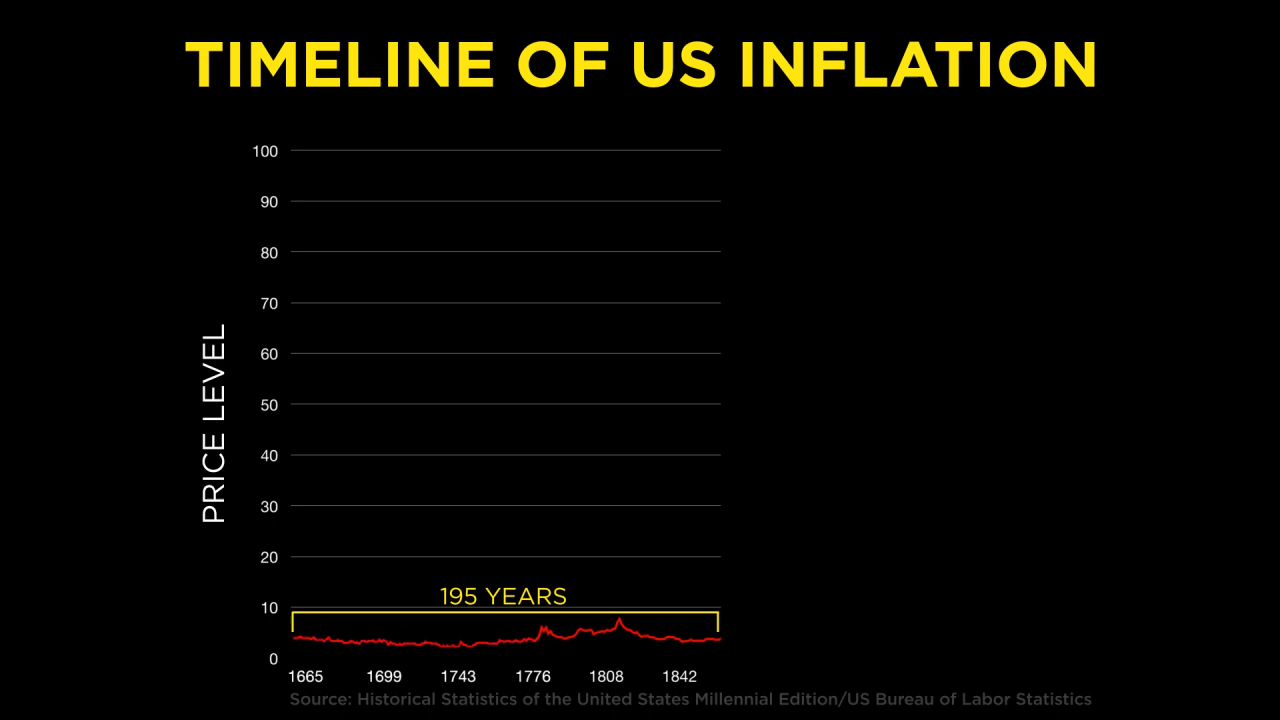 TIMELINE OF US INFLATION
100
90
80
70
60
50
40
30
20
10
0
PRICE LEVEL
195 YEARS
1665 1699 1743 1776 1808 1842
Source: Historical Statistics of the United States Millennial Edition/US Bureau of Labor Statistics